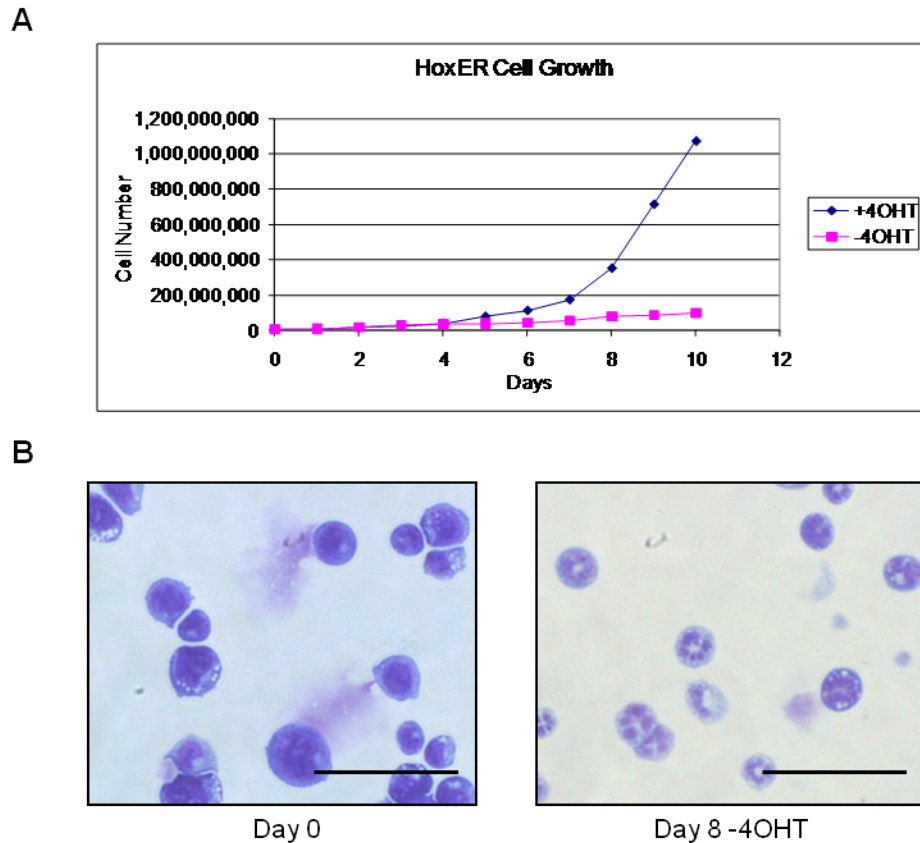 A
HoxER Cell Growth
1,200,000,000
1,000,000,000
800,000,000
600,000,000
400,000,000
200,000,000
0
Cell Number
0 2 4 6 8 10 12
Days
+4OHT
-4OHT
B
Day 0
Day 8 -4OHT